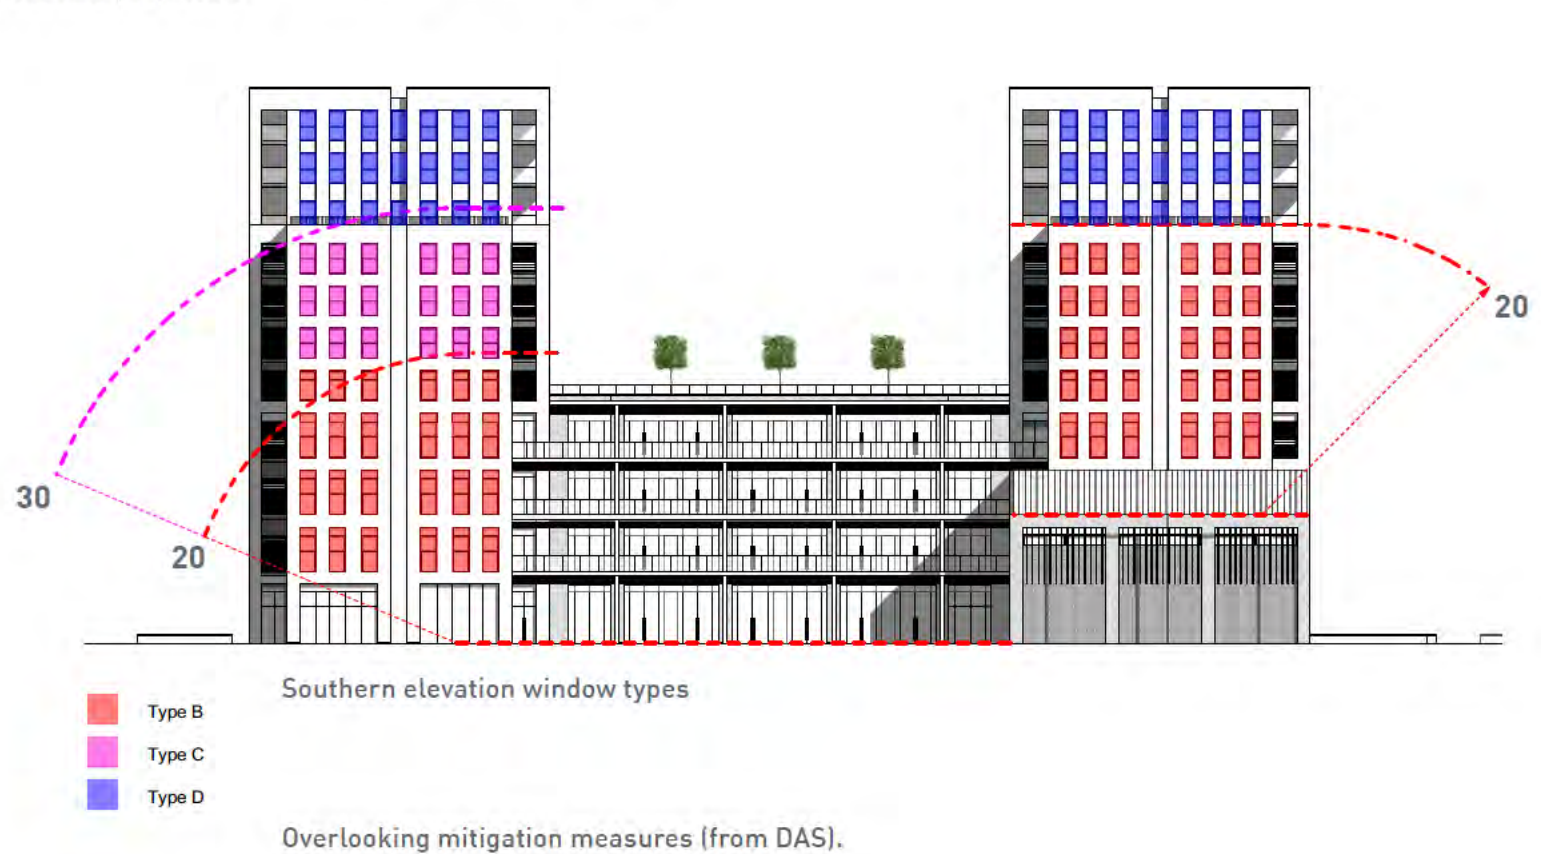 20
30
20
Southern elevation window types
Type B
Type C
Type D
Overlooking mitigation measures (from DAS).